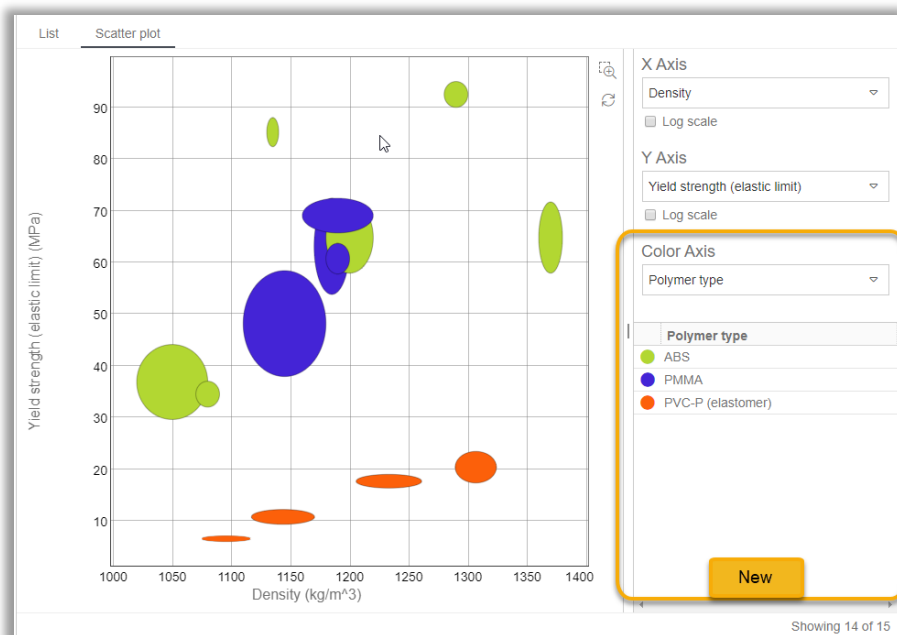 List Scatter plot
X Axis
Density
Log scale
Y Axis
Yield strength (elastic limit)
Log scale
Color Axis
Polymer type
Polymer type
ABS
PMMA
PVC-P (elastomer)
New
Yield strength (elastic limit) (MPa)
90
80
70
60
50
40
30
20
10
1000 1050 1100 1150 1200 1250 1300 1350 1400
Density (kg/m^3)
Showing 14 of 15